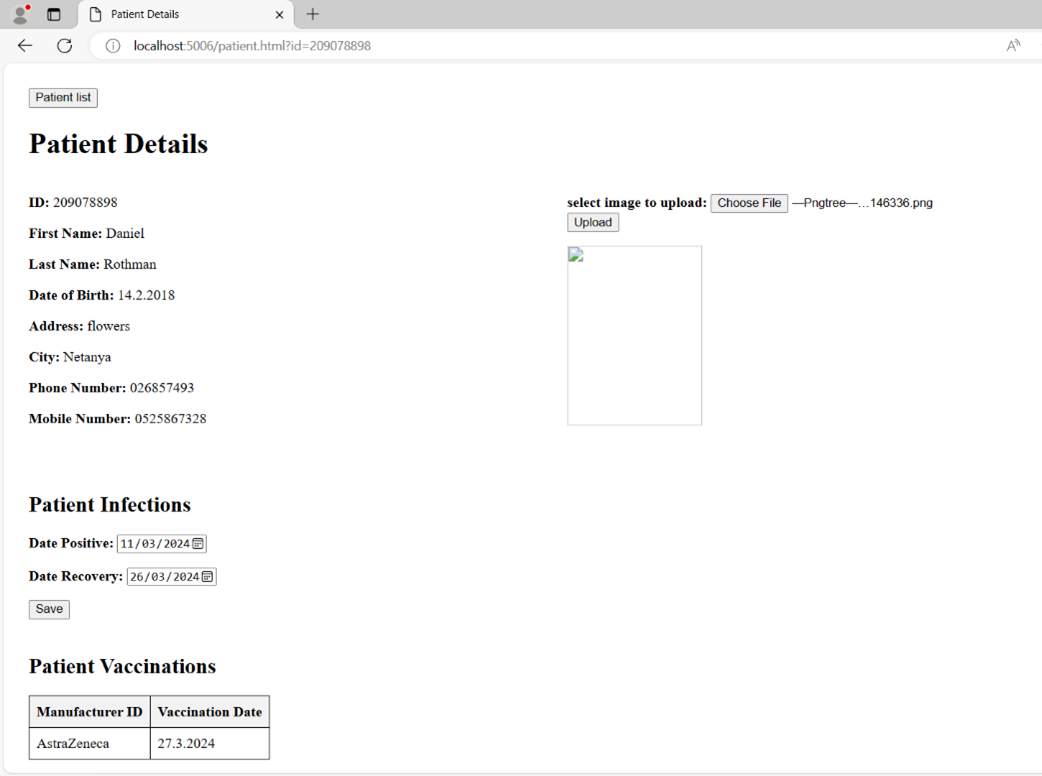 Patient Details
localhost:5006/patient.html?id=209078898
Patient list
Patient Details
ID: 209078898
First Name: Daniel
Last Name: Rothman
Date of Birth: 14.2.2018
Address: flowers
City: Netanya
Phone Number: 026857493
Mobile Number: 0525867328
select image to upload: Choose File —Pngtree—...146336.png
Upload
Patient Infections
Date Positive: 11/03/2024
Date Recovery: 26/03/2024
Save
Patient Vaccinations
Manufacturer ID Vaccination Date
AstraZeneca 27.3.2024